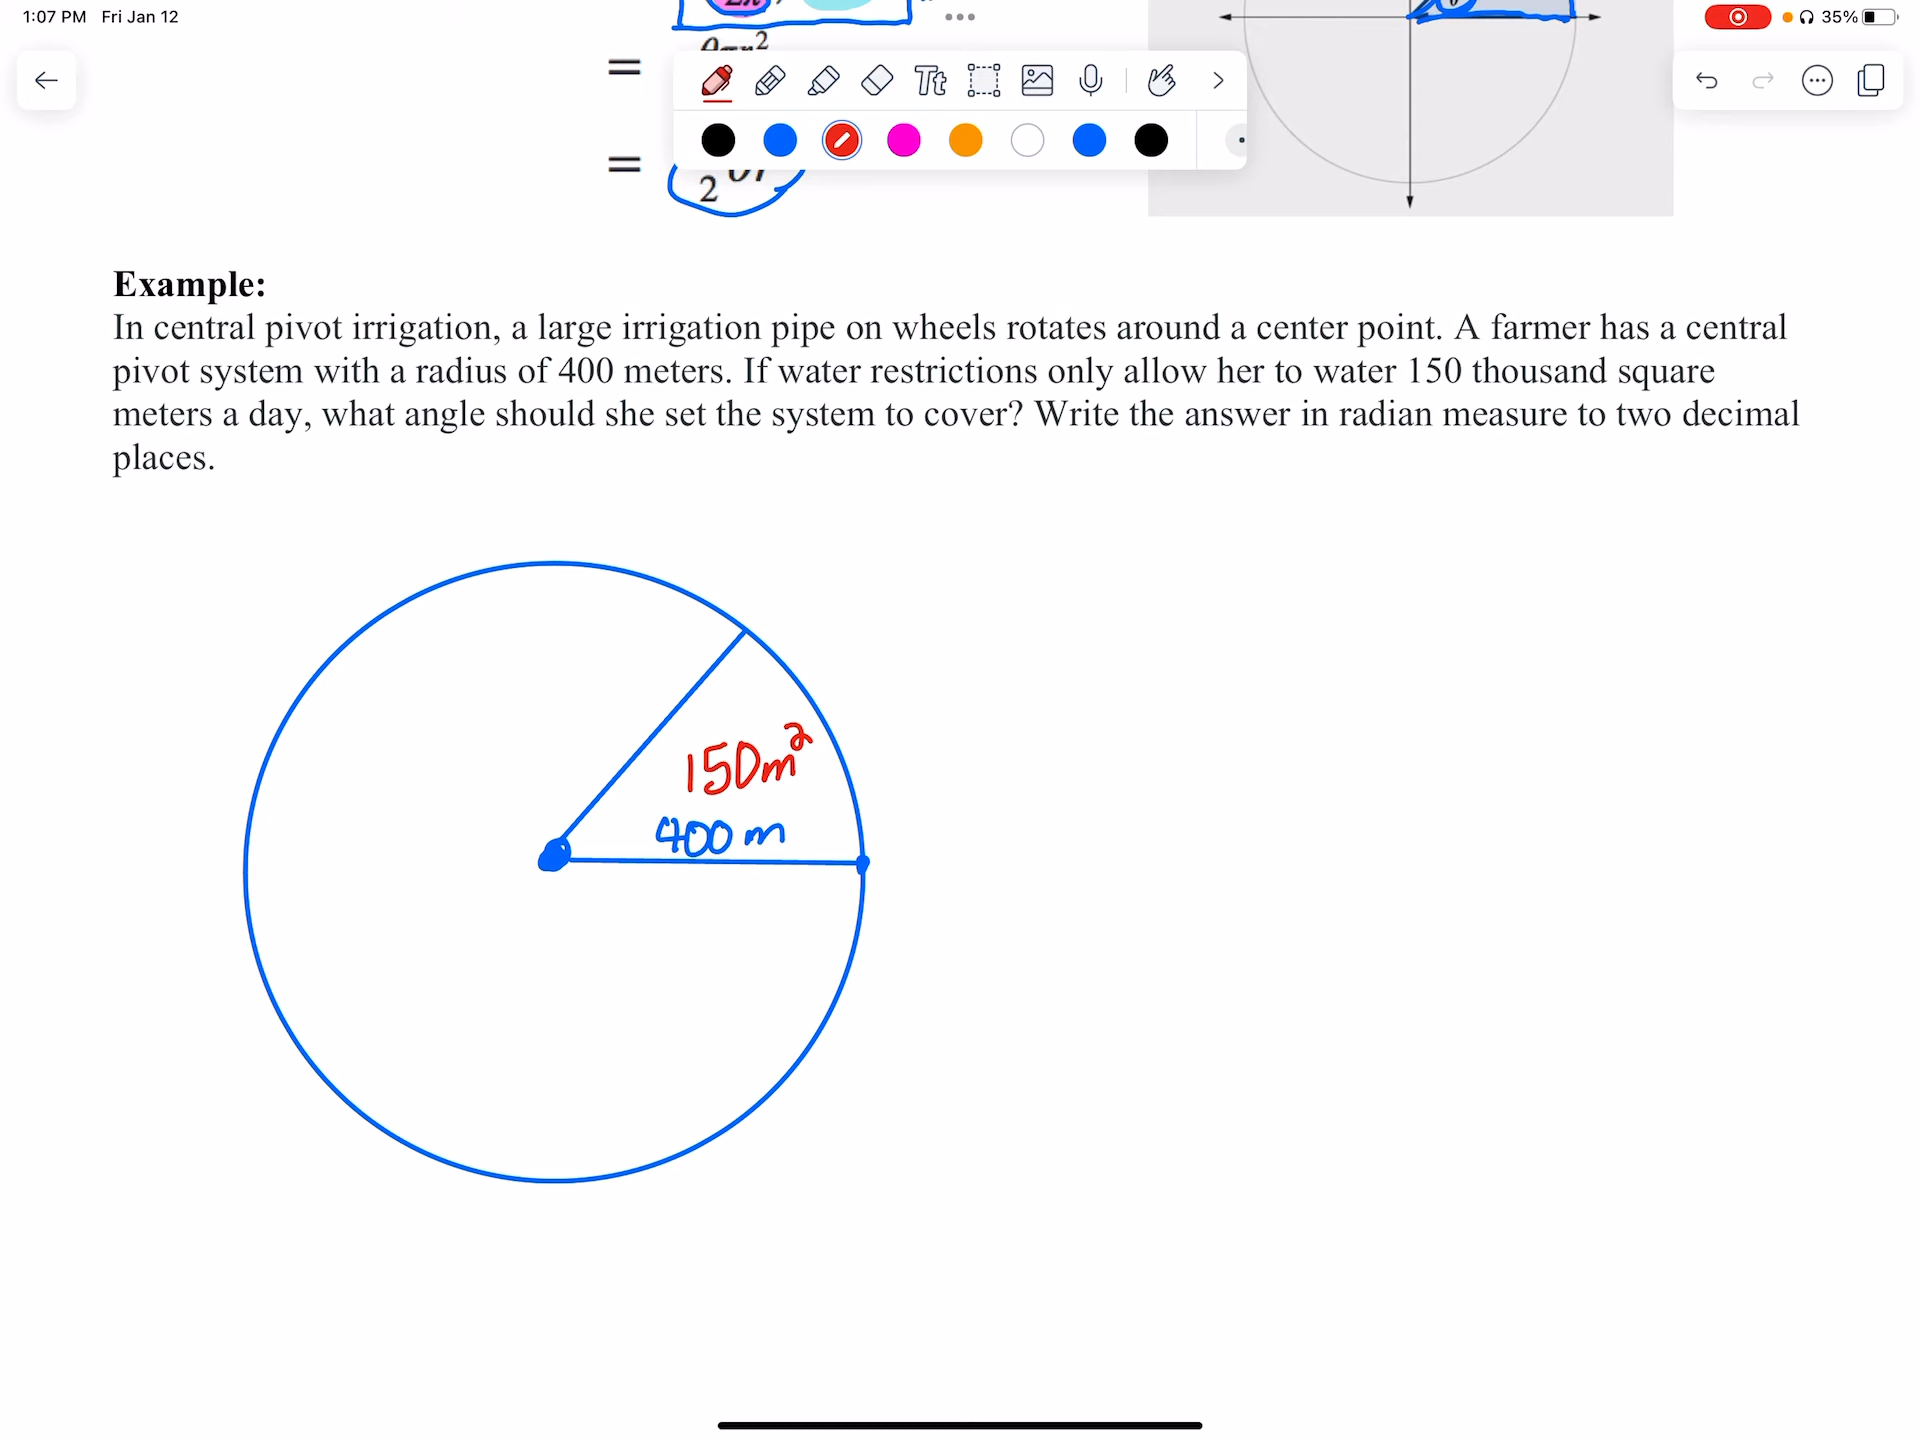 1:07 PM Fri Jan 12
35%
=
Tt
=
2
Example:
In central pivot irrigation, a large irrigation pipe on wheels rotates around a center point. A farmer has a central
pivot system with a radius of 400 meters. If water restrictions only allow her to water 150 thousand square
meters a day, what angle should she set the system to cover? Write the answer in radian measure to two decimal
places.
150m²
400 m